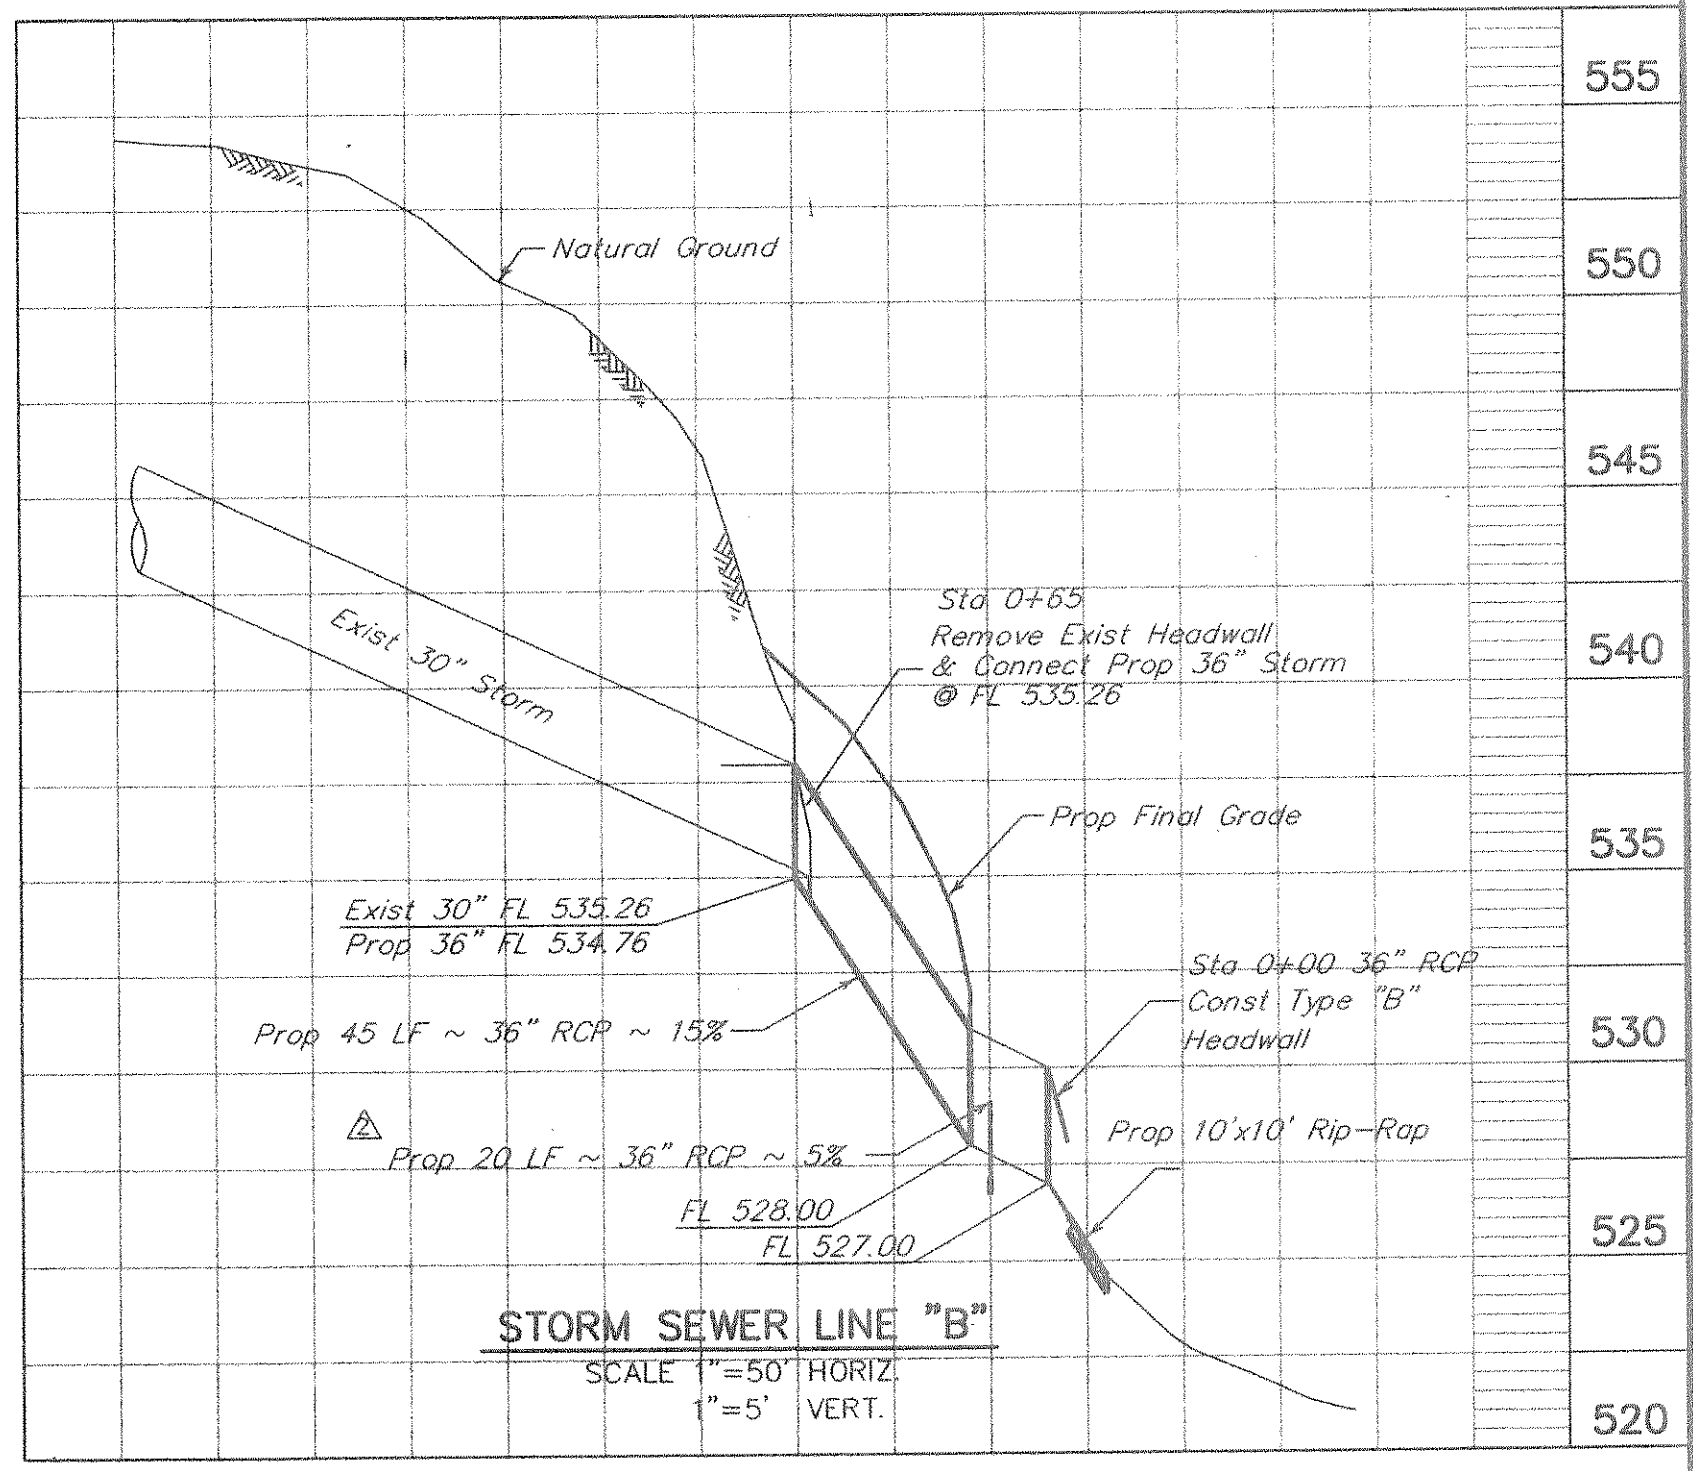 555
Natural Ground
550
545
Sta 0+65
Remove Exist Headwall
& Connect Prop 36" Storm
@ FL 535.26
540
Exist 30" Storm
Prop Final Grade
535
Exist 30" FL 535.26
Prop 36" FL 534.76
Sta 0+00 36" RCP
Const Type "B"
Headwall
Prop 45 LF ~ 36" RCP ~ 15%
530
2
Prop 10'x10' Rip-Rap
Prop 20 LF ~ 36" RCP ~ 5%
FL 528.00
FL 527.00
525
STORM SEWER LINE "B"
SCALE 1"=50' HORIZ.
1"=5' VERT.
520